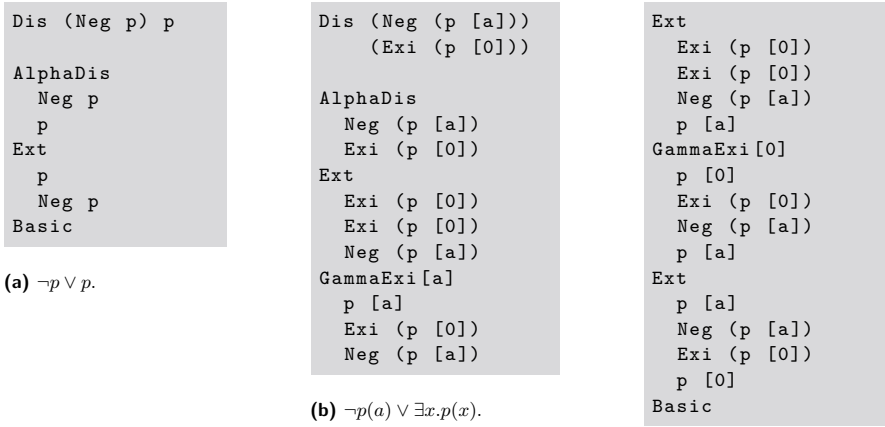 Dis (Neg p) p
AlphaDis
Neg p
p
Ext
p
Neg p
Basic
(a) ¬p ∨ p.
Dis (Neg (p [a]))
(Exi (p [0]))
AlphaDis
Neg (p [a])
Exi (p [0])
Ext
Exi (p [0])
Exi (p [0])
Neg (p [a])
GammaExi[a]
p [a]
Exi (p [0])
Neg (p [a])
(b) ¬p(a) ∨ ∃x.p(x).
Ext
Exi (p [0])
Exi (p [0])
Neg (p [a])
p [a]
GammaExi[0]
p [0]
Exi (p [0])
Neg (p [a])
p [a]
Ext
p [a]
Neg (p [a])
Exi (p [0])
p [0]
Basic